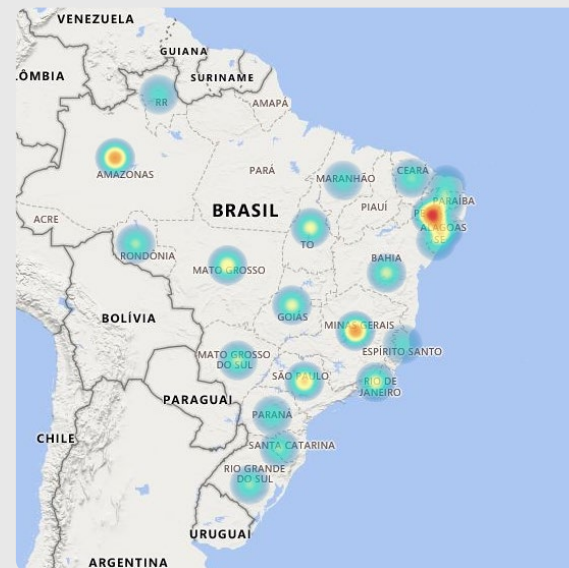 VENEZUELA
GUIANA
SURINAME
ÔMBIA
RR
AMAPÁ
AMAZONAS
PARÁ
MARANHÃO
CEARÁ
PARAÍBA
PIAUÍ
BRASIL
ACRE
ALAGOAS
SE
TO
RONDÔNIA
MATO GROSSO
BAHIA
BOLÍVIA
GOIÁS
MINAS GERAIS
ESPÍRITO SANTO
MATO GROSSO
DO SUL
SÃO PAULO
RIO DE
JANEIRO
PARAGUAI
PARANÁ
CHILE
SANTA CATARINA
RIO GRANDE
DO SUL
URUGUAI
ARGENTINA